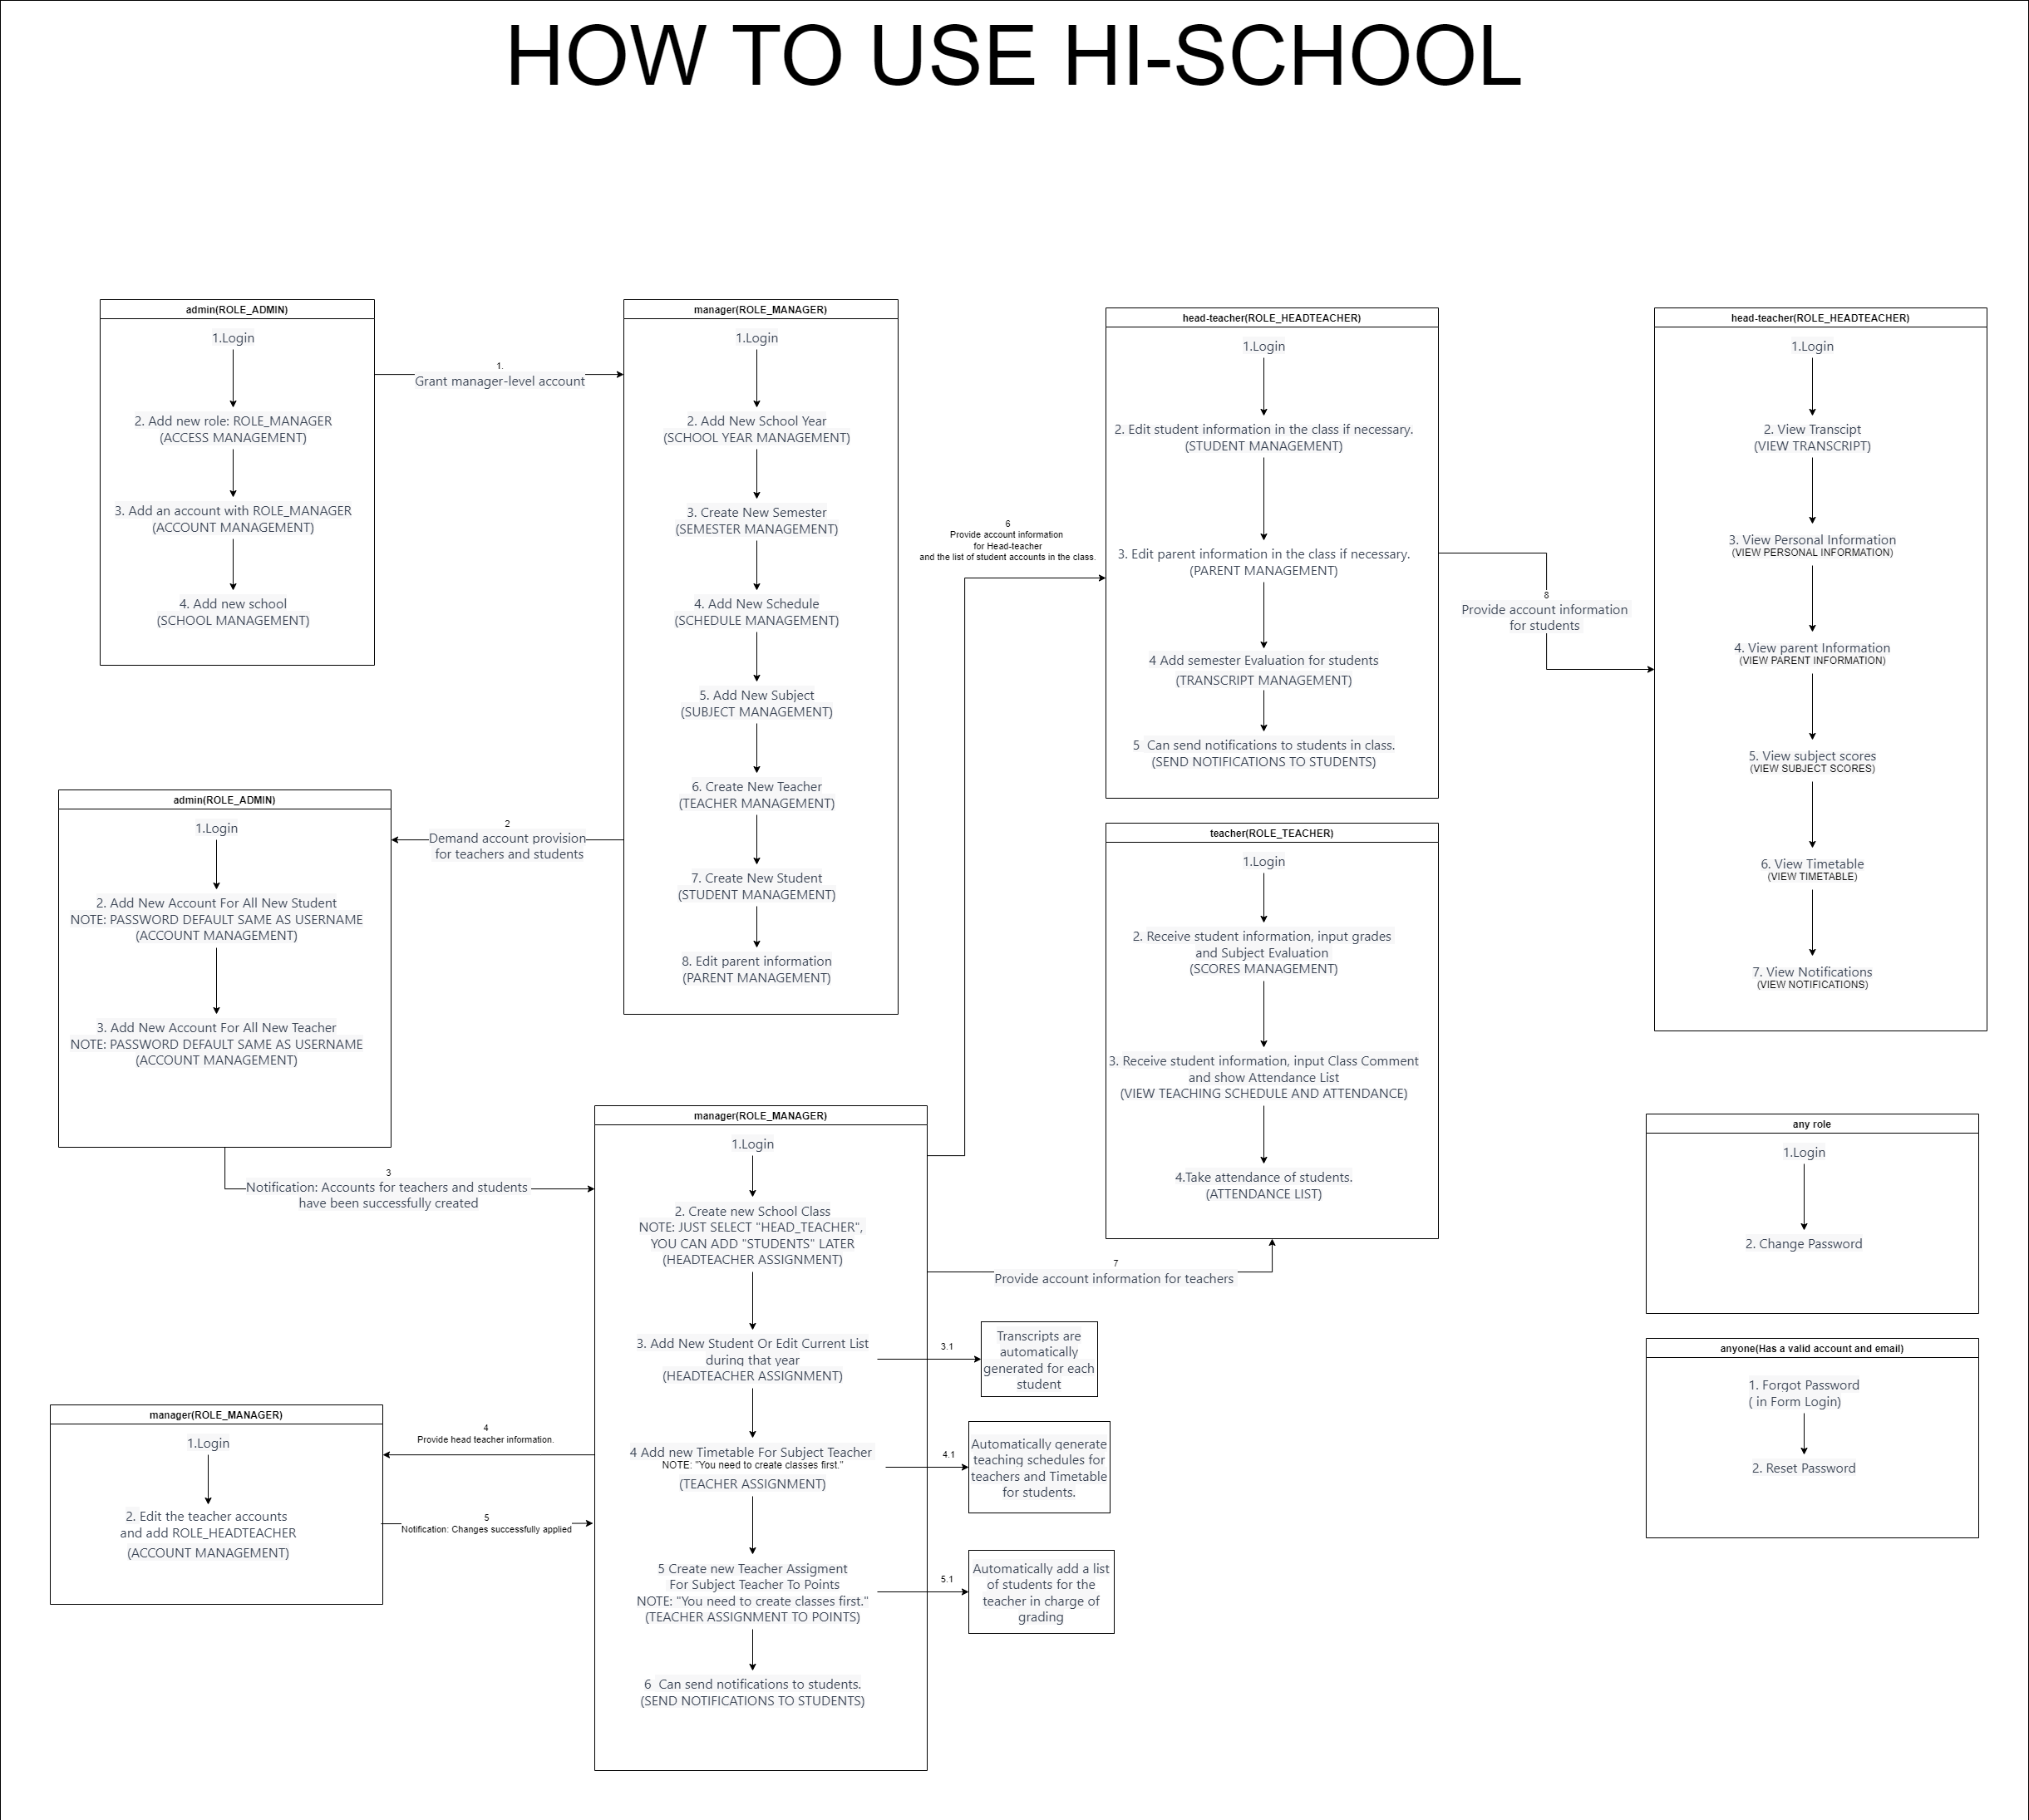 HOW TO USE HI-SCHOOL
admin(ROLE_ADMIN)
1.Login
2. Add new role: ROLE_MANAGER
(ACCESS MANAGEMENT)
3. Add an account with ROLE_MANAGER
(ACCOUNT MANAGEMENT)
4. Add new school
(SCHOOL MANAGEMENT)
1.
Grant manager-level account
manager(ROLE_MANAGER)
1.Login
2. Add New School Year
(SCHOOL YEAR MANAGEMENT)
3. Create New Semester
(SEMESTER MANAGEMENT)
4. Add New Schedule
(SCHEDULE MANAGEMENT)
5. Add New Subject
(SUBJECT MANAGEMENT)
6. Create New Teacher
(TEACHER MANAGEMENT)
7. Create New Student
(STUDENT MANAGEMENT)
8. Edit parent information
(PARENT MANAGEMENT)
2
Demand account provision
for teachers and students
admin(ROLE_ADMIN)
1.Login
2. Add New Account For All New Student
NOTE: PASSWORD DEFAULT SAME AS USERNAME
(ACCOUNT MANAGEMENT)
3. Add New Account For All New Teacher
NOTE: PASSWORD DEFAULT SAME AS USERNAME
(ACCOUNT MANAGEMENT)
3
Notification: Accounts for teachers and students
have been successfully created
manager(ROLE_MANAGER)
1.Login
2. Create new School Class
NOTE: JUST SELECT "HEAD_TEACHER",
YOU CAN ADD "STUDENTS" LATER
(HEADTEACHER ASSIGNMENT)
3. Add New Student Or Edit Current List
during that year
(HEADTEACHER ASSIGNMENT)
4 Add new Timetable For Subject Teacher
NOTE: "You need to create classes first."
(TEACHER ASSIGNMENT)
5 Create new Teacher Assigment
For Subject Teacher To Points
NOTE: "You need to create classes first."
(TEACHER ASSIGNMENT TO POINTS)
6 Can send notifications to students.
(SEND NOTIFICATIONS TO STUDENTS)
3.1
Transcripts are
automatically
generated for each
student
4.1
Automatically generate
teaching schedules for
teachers and Timetable
for students.
5.1
Automatically add a list
of students for the
teacher in charge of
grading
4
Provide head teacher information.
manager(ROLE_MANAGER)
1.Login
2. Edit the teacher accounts
and add ROLE_HEADTEACHER
(ACCOUNT MANAGEMENT)
5
Notification: Changes successfully applied
6
Provide account information
for Head-teacher
and the list of student accounts in the class.
head-teacher(ROLE_HEADTEACHER)
1.Login
2. Edit student information in the class if necessary.
(STUDENT MANAGEMENT)
3. Edit parent information in the class if necessary.
(PARENT MANAGEMENT)
4 Add semester Evaluation for students
(TRANSCRIPT MANAGEMENT)
5 Can send notifications to students in class.
(SEND NOTIFICATIONS TO STUDENTS)
7
Provide account information for teachers
teacher(ROLE_TEACHER)
1.Login
2. Receive student information, input grades
and Subject Evaluation
(SCORES MANAGEMENT)
3. Receive student information, input Class Comment
and show Attendance List
(VIEW TEACHING SCHEDULE AND ATTENDANCE)
4.Take attendance of students.
(ATTENDANCE LIST)
8
Provide account information
for students
head-teacher(ROLE_HEADTEACHER)
1.Login
2. View Transcipt
(VIEW TRANSCRIPT)
3. View Personal Information
(VIEW PERSONAL INFORMATION)
4. View parent Information
(VIEW PARENT INFORMATION)
5. View subject scores
(VIEW SUBJECT SCORES)
6. View Timetable
(VIEW TIMETABLE)
7. View Notifications
(VIEW NOTIFICATIONS)
any role
1.Login
2. Change Password
anyone(Has a valid account and email)
1. Forgot Password
( in Form Login)
2. Reset Password